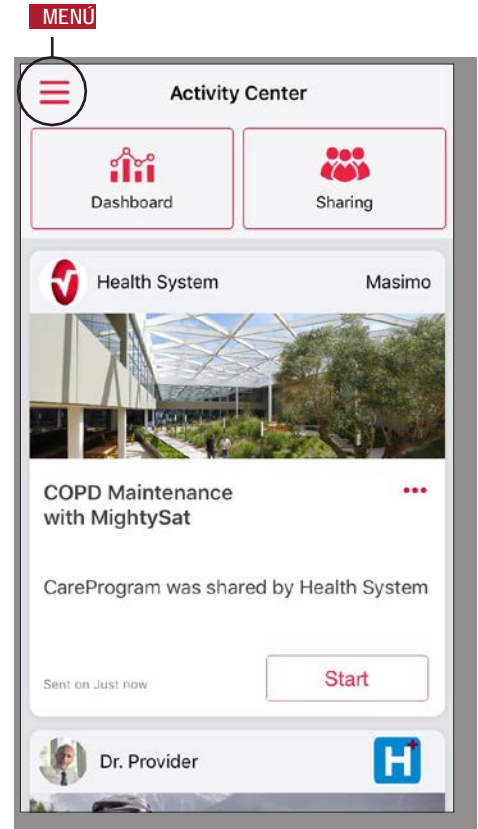 MENÚ
Activity Center
Dashboard
Sharing
Health System
Masimo
COPD Maintenance
with MightySat
CareProgram was shared by Health System
Sent on Just now
Start
Dr. Provider
H